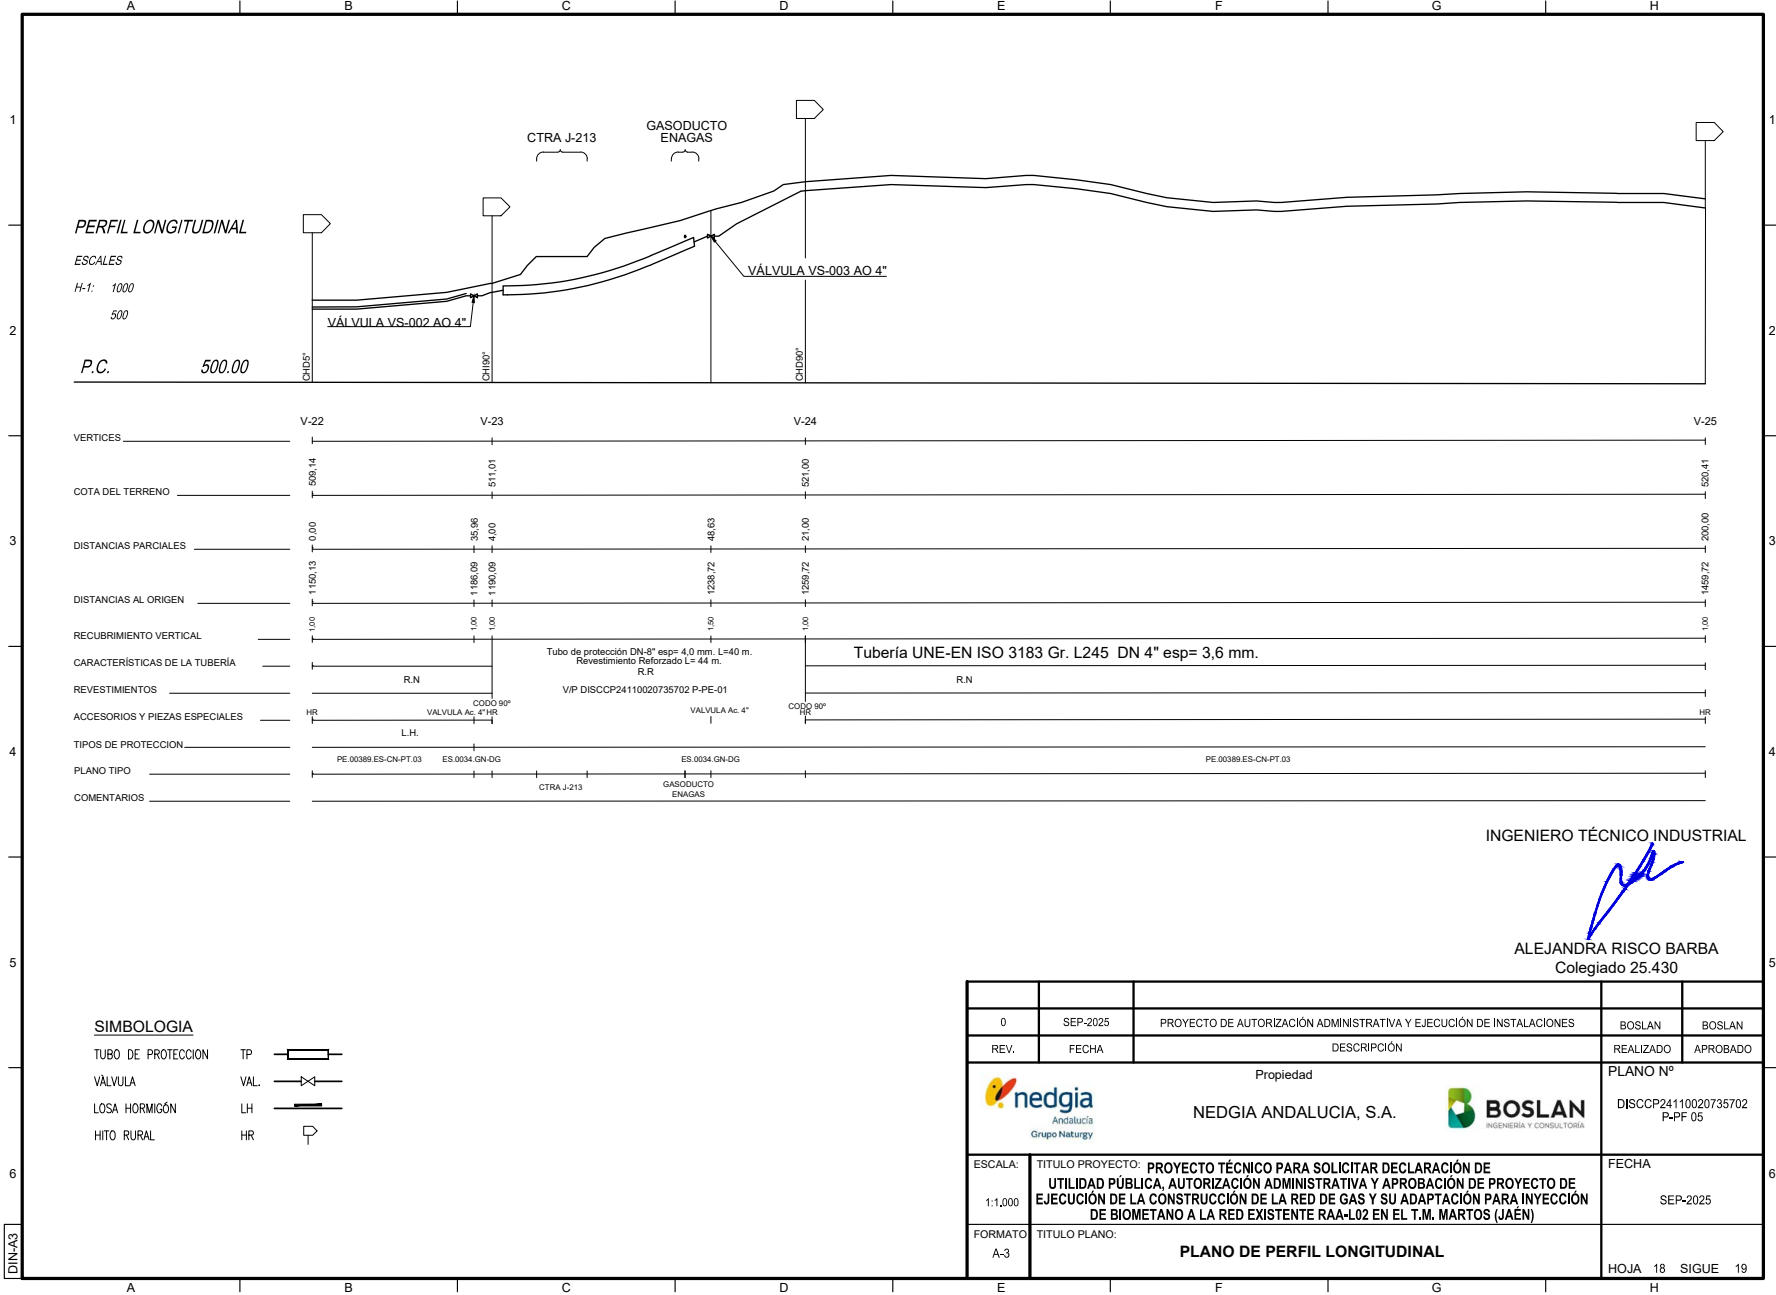 A B C D E F G H
1 1
CTRA J-213
GASODUCTO
ENAGAS
PERFIL LONGITUDINAL
ESCALES
H-1: 1000
500
VÁLVULA VS-003 AO 4"
VÁLVULA VS-002 AO 4"
2 2
P.C. 500.00
CHD5°
CHI90°
CHD90°
V-22 V-23 V-24 V-25
VERTICES
509,14 511,01 521,00 520,41
COTA DEL TERRENO
0,00 35,96 4,00 48,63 21,00 200,00
3 3
DISTANCIAS PARCIALES
1150,13 1186,09 1190,09 1238,72 1259,72 1459,72
DISTANCIAS AL ORIGEN
1,00 1,00 1,00 1,50 1,00 1,00
RECUBRIMIENTO VERTICAL
Tubo de protección DN-8" esp= 4,0 mm. L=40 m.
Revestimiento Reforzado L= 44 m.
R.R
Tubería UNE-EN ISO 3183 Gr. L245 DN 4" esp= 3,6 mm.
CARACTERÍSTICAS DE LA TUBERÍA
R.N R.N
REVESTIMIENTOS
V/P DISCCP24110020735702 P-PE-01
CODO 90º CODO 90º
HR VALVULA Ac. 4" HR VALVULA Ac. 4" HR HR
ACCESORIOS Y PIEZAS ESPECIALES
L.H.
TIPOS DE PROTECCION
4 4
PE.00389.ES-CN-PT.03 ES.0034.GN-DG ES.0034.GN-DG PE.00389.ES-CN-PT.03
PLANO TIPO
CTRA J-213 GASODUCTO
ENAGAS
COMENTARIOS
INGENIERO TÉCNICO INDUSTRIAL
ALEJANDRA RISCO BARBA
Colegiado 25.430
5 5
SIMBOLOGIA
TUBO DE PROTECCION TP
VÀLVULA VAL.
LOSA HORMIGÓN LH
HITO RURAL HR
0 SEP-2025 PROYECTO DE AUTORIZACIÓN ADMINISTRATIVA Y EJECUCIÓN DE INSTALACIONES BOSLAN BOSLAN
REV. FECHA DESCRIPCIÓN REALIZADO APROBADO
nedgia
Andalucía
Grupo Naturgy
Propiedad
NEDGIA ANDALUCIA, S.A.
BOSLAN
INGENIERÍA Y CONSULTORÍA
PLANO Nº
DISCCP24110020735702
P-PF 05
6 6
ESCALA:
1:1.000
TITULO PROYECTO: PROYECTO TÉCNICO PARA SOLICITAR DECLARACIÓN DE
UTILIDAD PÚBLICA, AUTORIZACIÓN ADMINISTRATIVA Y APROBACIÓN DE PROYECTO DE
EJECUCIÓN DE LA CONSTRUCCIÓN DE LA RED DE GAS Y SU ADAPTACIÓN PARA INYECCIÓN
DE BIOMETANO A LA RED EXISTENTE RAA-L02 EN EL T.M. MARTOS (JAÉN)
FECHA
SEP-2025
FORMATO
A-3
TITULO PLANO:
PLANO DE PERFIL LONGITUDINAL
HOJA 18 SIGUE 19
DIN-A3
A B C D E F G H